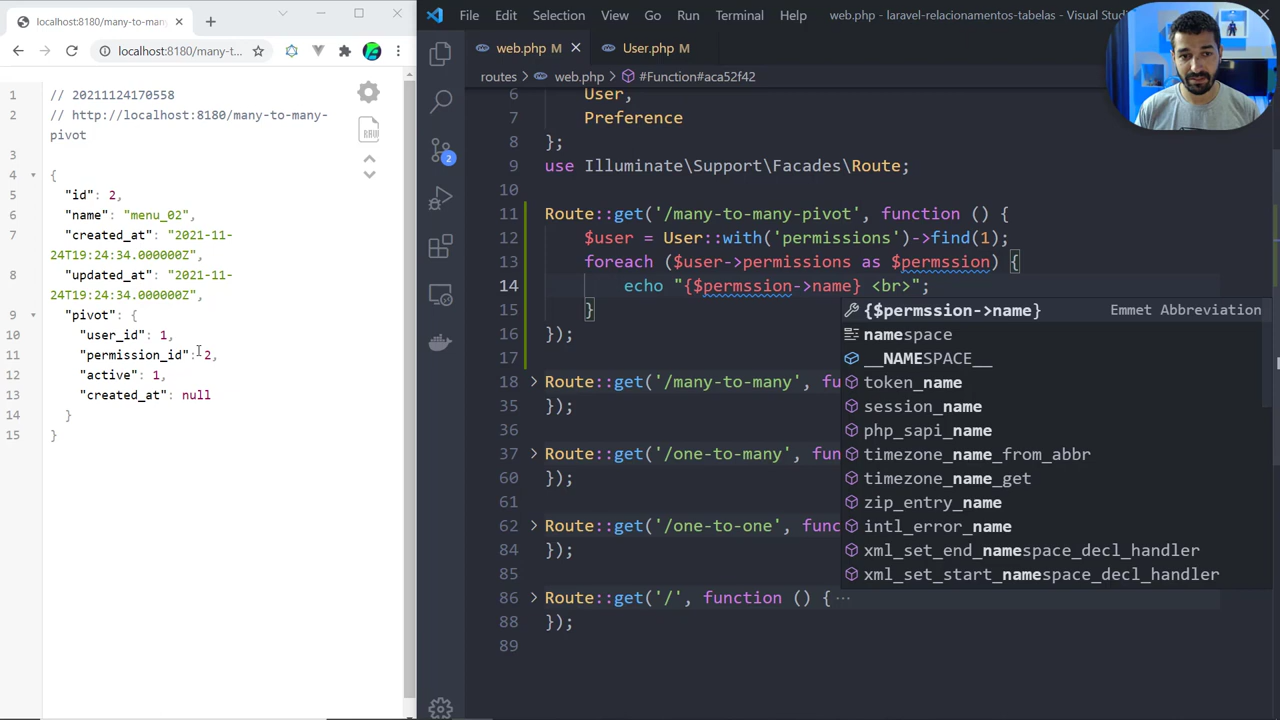 localhost:8180/many-to-many
localhost:8180/many-t...
// 20211124170558
// http://localhost:8180/many-to-many-
pivot
{
"id": 2,
"name": "menu_02",
"created_at": "2021-11-
24T19:24:34.000000Z",
"updated_at": "2021-11-
24T19:24:34.000000Z",
"pivot": {
"user_id": 1,
"permission_id": 2,
"active": 1,
"created_at": null
}
}
1
2
3
4
5
6
7
8
9
10
11
12
13
14
15
RAW
File Edit Selection View Go Run Terminal Help
web.php - laravel-relacionamentos-tabelas - Visual Studi
web.php M
User.php M
routes > web.php > #Function#aca52f42
2
6 User,
7 Preference
8 };
9 use Illuminate\Support\Facades\Route;
10
11 Route::get('/many-to-many-pivot', function () {
12 $user = User::with('permissions')->find(1);
13 foreach ($user->permissions as $permssion) {
14 echo "{$permssion->name} <br>";
15 }
16 });
17
18 Route::get('/many-to-many', fu
35 });
36
37 Route::get('/one-to-many', fun
60 });
61
62 Route::get('/one-to-one', func
84 });
85
86 Route::get('/', function () { ...
88 });
89
{$permssion->name} Emmet Abbreviation
namespace
__NAMESPACE__
token_name
session_name
php_sapi_name
timezone_name_from_abbr
timezone_name_get
zip_entry_name
intl_error_name
xml_set_end_namespace_decl_handler
xml_set_start_namespace_decl_handler